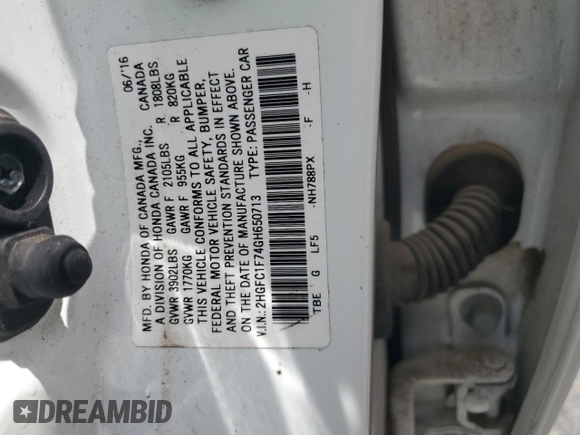 MFD. BY HONDA OF CANADA MFG., 06/'16
A DIVISION OF HONDA CANADA INC. CANADA
GVWR 3902LBS GAWR F 2105LBS R 1808LBS
GVWR 1770KG GAWR F 955KG R 820KG
THIS VEHICLE CONFORMS TO ALL APPLICABLE
FEDERAL MOTOR VEHICLE SAFETY, BUMPER,
AND THEFT PREVENTION STANDARDS IN EFFECT
ON THE DATE OF MANUFACTURE SHOWN ABOVE.
V.I.N.: 2HGFC1F74GH650713 TYPE: PASSENGER CAR
TBE G LF5 -NH788PX -F -H
DREAMBID